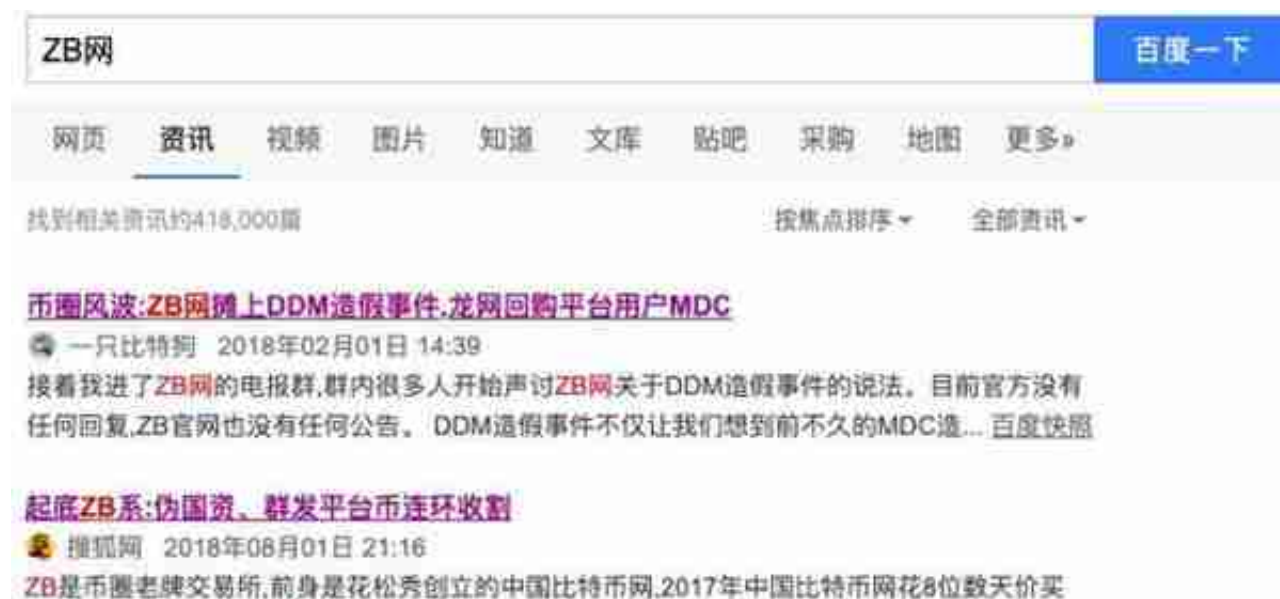 ZB网
百度一下
网页 资讯 视频 图片 知道 文库 贴吧 采购 地图 更多»
找到相关资讯约418,000篇
按焦点排序 全部资讯
币圈风波:ZB网摊上DDM造假事件.龙网回购平台用户MDC
一只比特狗 2018年02月01日 14:39
接着我进了ZB网的电报群,群内很多人开始声讨ZB网关于DDM造假事件的说法。目前官方没有
任何回复,ZB官网也没有任何公告。 DDM造假事件不仅让我们想到前不久的MDC造... 百度快照
起底ZB系:伪国资、群发平台币连环收割
搜狐网 2018年08月01日 21:16
ZB是币圈老牌交易所,前身是花松秀创立的中国比特币网,2017年中国比特币网花8位数天价买